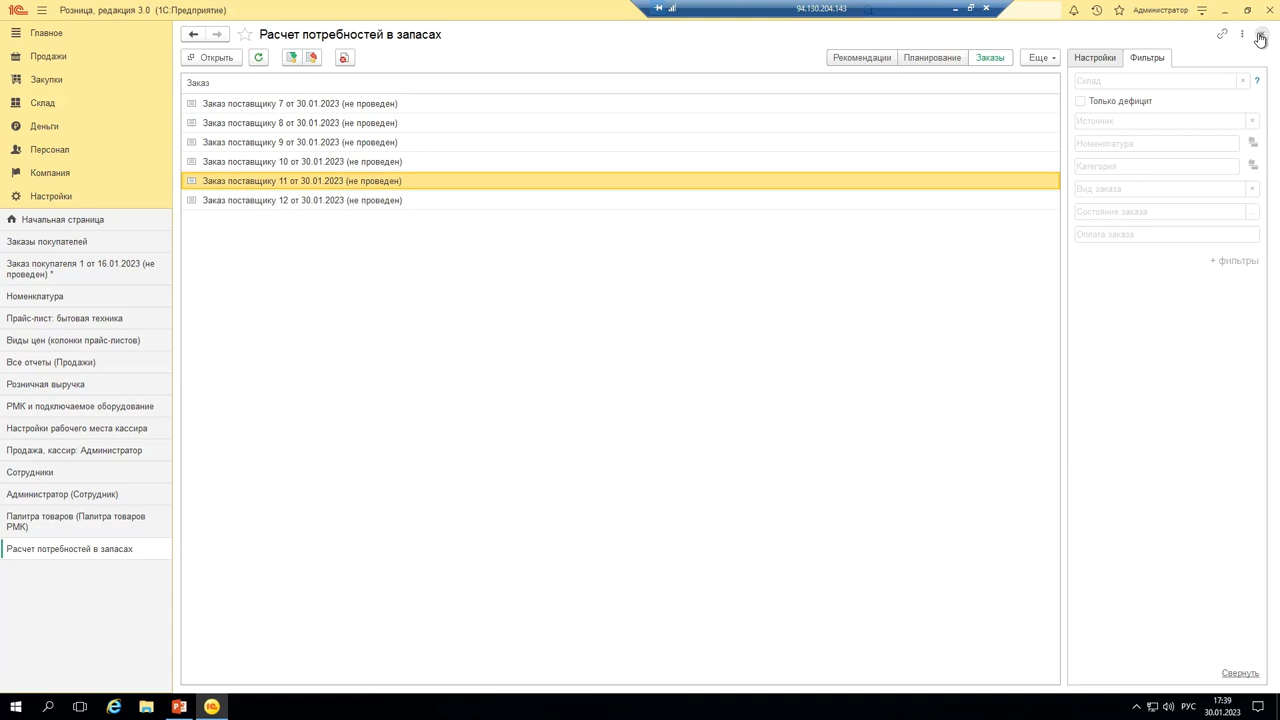 Розница, редакция 3.0 (1С:Предприятие)
94.130.204.143
Администратор
Главное
Продажи
Закупки
Склад
Деньги
Персонал
Компания
Настройки
Начальная страница
Заказы покупателей
Заказ покупателя 1 от 16.01.2023 (не
проведен) *
Номенклатура
Прайс-лист: бытовая техника
Виды цен (колонки прайс-листов)
Все отчеты (Продажи)
Розничная выручка
РМК и подключаемое оборудование
Настройки рабочего места кассира
Продажа, кассир: Администратор
Сотрудники
Администратор (Сотрудник)
Палитра товаров (Палитра товаров
РМК)
Расчет потребностей в запасах
Расчет потребностей в запасах
Открыть
Рекомендации Планирование Заказы Еще
Заказ
Заказ поставщику 7 от 30.01.2023 (не проведен)
Заказ поставщику 8 от 30.01.2023 (не проведен)
Заказ поставщику 9 от 30.01.2023 (не проведен)
Заказ поставщику 10 от 30.01.2023 (не проведен)
Заказ поставщику 11 от 30.01.2023 (не проведен)
Заказ поставщику 12 от 30.01.2023 (не проведен)
Настройки Фильтры
Склад ?
Только дефицит
Источник
Номенклатура
Категория
Вид заказа
Состояние заказа ...
Оплата заказа
+ фильтры
Свернуть
РУС
17:39
30.01.2023